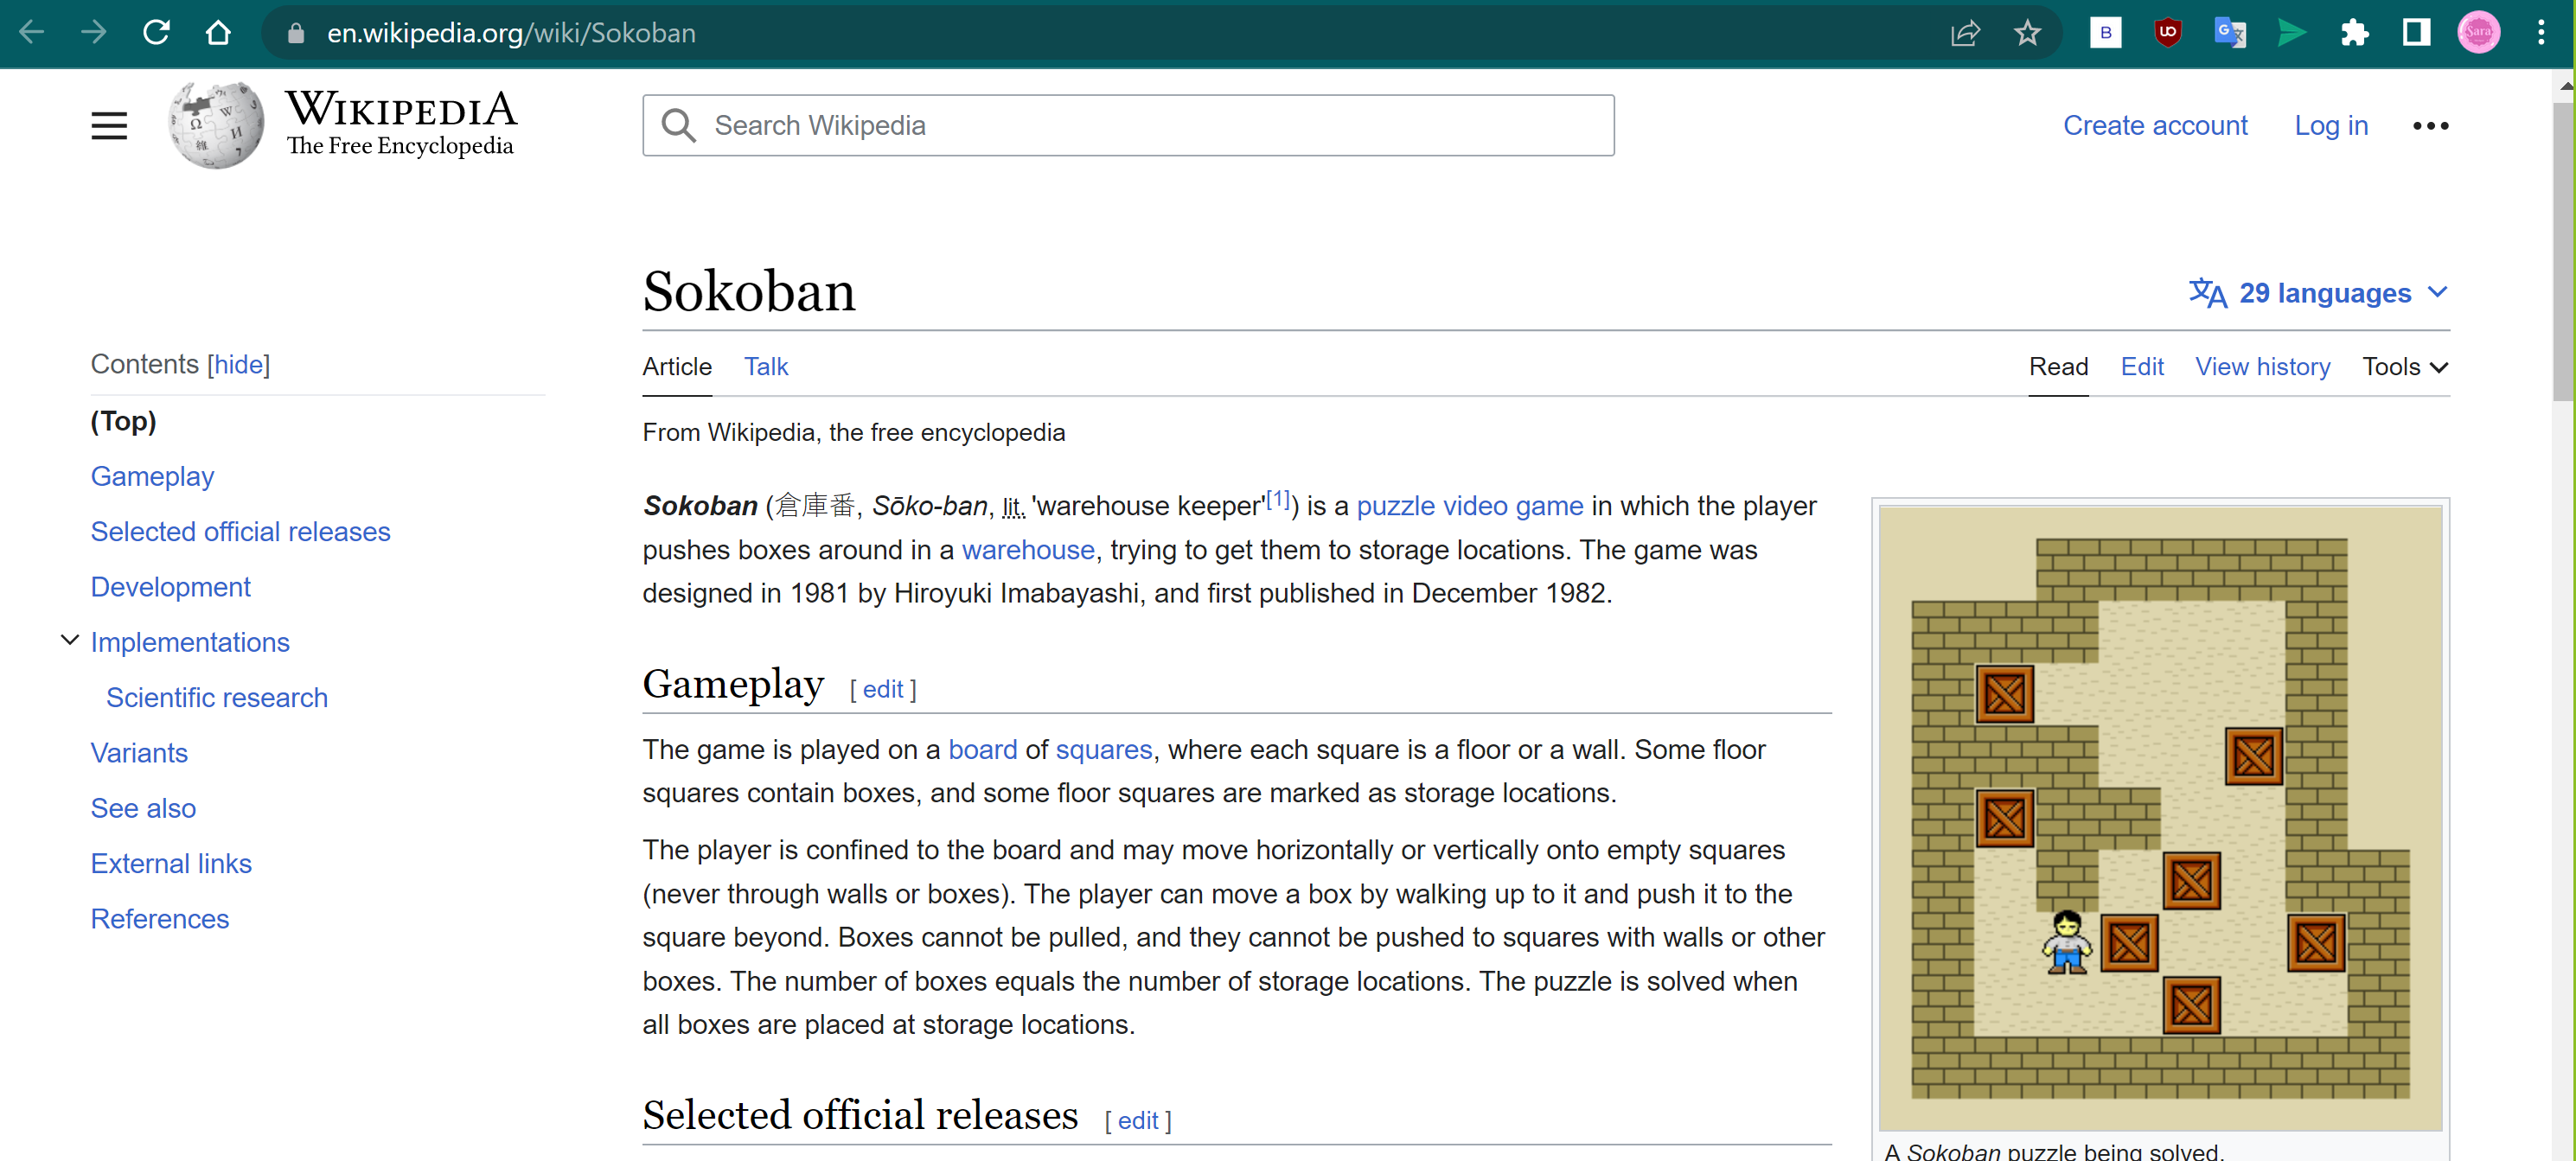 en.wikipedia.org/wiki/Sokoban
B
Sara
WIKIPEDIA
The Free Encyclopedia
Search Wikipedia
Create account
Log in
Sokoban
29 languages
Contents [hide]
(Top)
Gameplay
Selected official releases
Development
Implementations
Scientific research
Variants
See also
External links
References
Article
Talk
Read
Edit
View history
Tools
From Wikipedia, the free encyclopedia
Sokoban (倉庫番, Sōko-ban, lit. 'warehouse keeper'[1]) is a puzzle video game in which the player
pushes boxes around in a warehouse, trying to get them to storage locations. The game was
designed in 1981 by Hiroyuki Imabayashi, and first published in December 1982.
Gameplay [ edit ]
The game is played on a board of squares, where each square is a floor or a wall. Some floor
squares contain boxes, and some floor squares are marked as storage locations.
The player is confined to the board and may move horizontally or vertically onto empty squares
(never through walls or boxes). The player can move a box by walking up to it and push it to the
square beyond. Boxes cannot be pulled, and they cannot be pushed to squares with walls or other
boxes. The number of boxes equals the number of storage locations. The puzzle is solved when
all boxes are placed at storage locations.
Selected official releases [ edit ]
A Sokoban puzzle being solved.